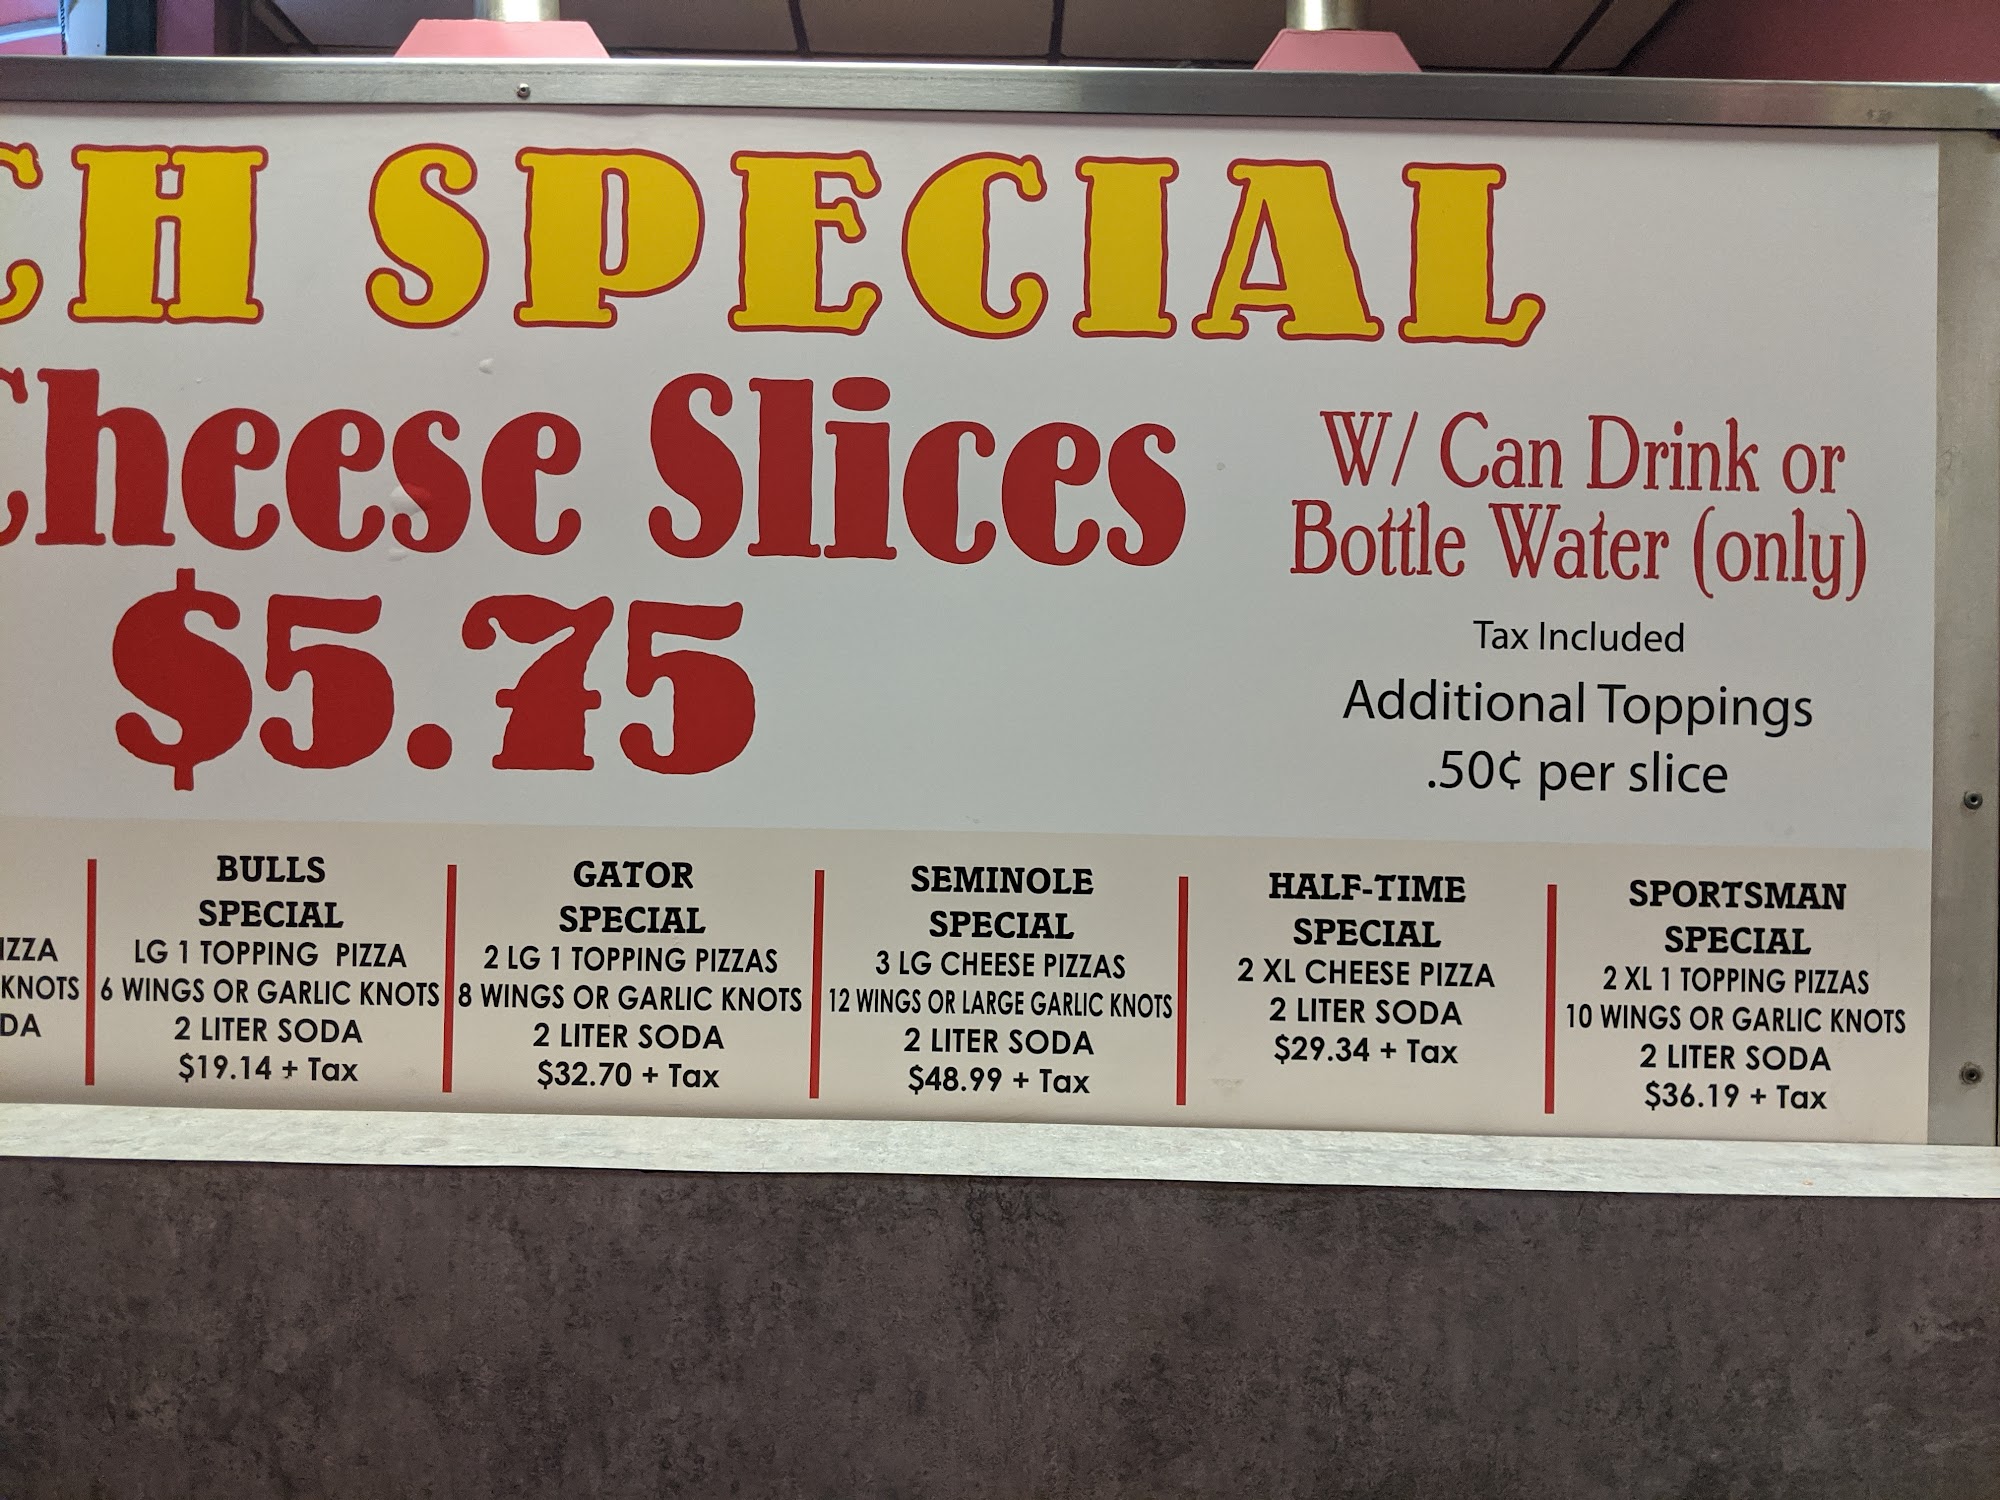 CH SPECIAL
Cheese Slices
$5.75
W/ Can Drink or
Bottle Water (only)
Tax Included
Additional Toppings
.50¢ per slice
IZZA
KNOTS
DA
BULLS
SPECIAL
LG 1 TOPPING PIZZA
6 WINGS OR GARLIC KNOTS
2 LITER SODA
$19.14 + Tax
GATOR
SPECIAL
2 LG 1 TOPPING PIZZAS
8 WINGS OR GARLIC KNOTS
2 LITER SODA
$32.70 + Tax
SEMINOLE
SPECIAL
3 LG CHEESE PIZZAS
12 WINGS OR LARGE GARLIC KNOTS
2 LITER SODA
$48.99 + Tax
HALF-TIME
SPECIAL
2 XL CHEESE PIZZA
2 LITER SODA
$29.34 + Tax
SPORTSMAN
SPECIAL
2 XL 1 TOPPING PIZZAS
10 WINGS OR GARLIC KNOTS
2 LITER SODA
$36.19 + Tax